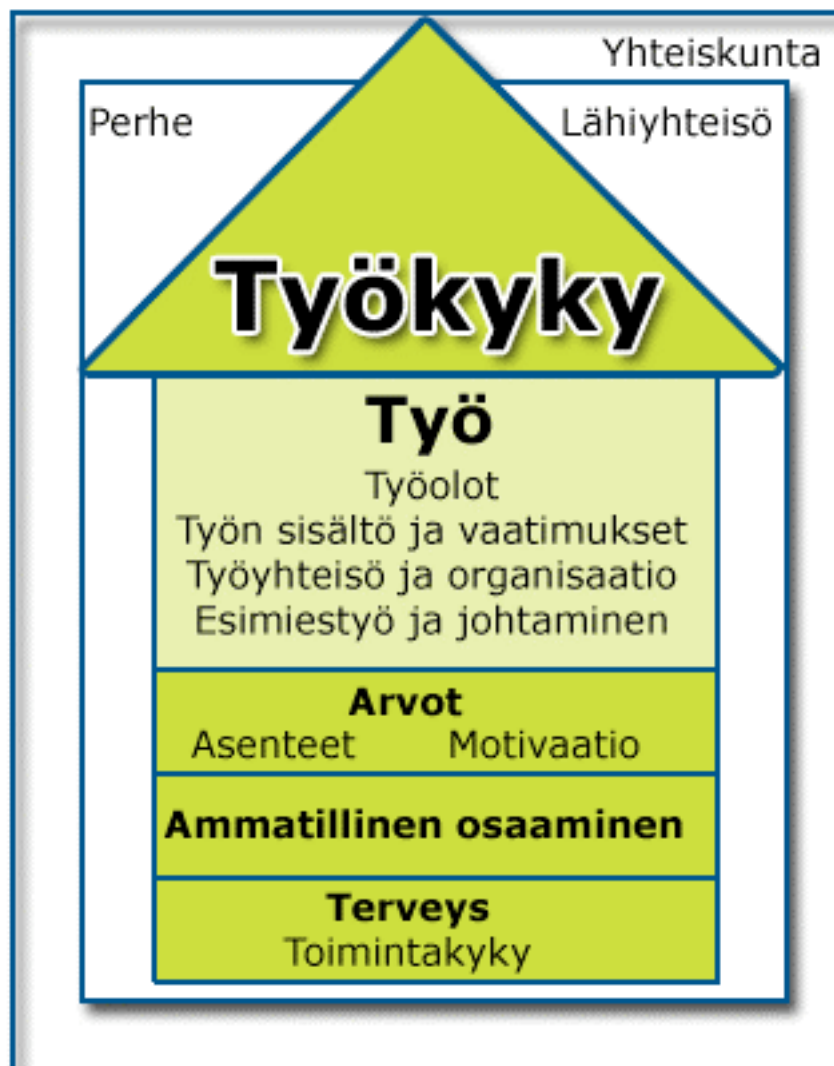 Yhteiskunta
Perhe
Lähiyhteisö
Työkyky
Työ
Työolot
Työn sisältö ja vaatimukset
Työyhteisö ja organisaatio
Esimiestyö ja johtaminen
Arvot
Asenteet Motivaatio
Ammatillinen osaaminen
Terveys
Toimintakyky